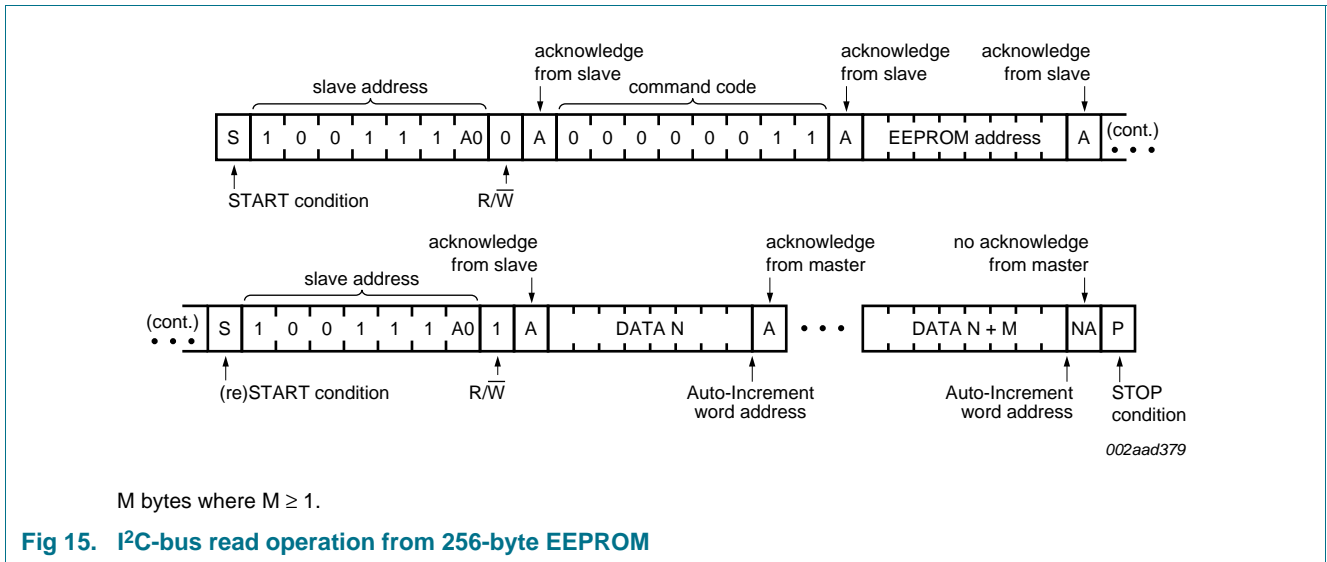 acknowledge
from slave
acknowledge
from slave
acknowledge
from slave
slave address
command code
S 1 0 0 1 1 1 A0 0 A 0 0 0 0 0 0 1 1 A EEPROM address A (cont.)
START condition
R/W̅
acknowledge
from slave
acknowledge
from master
no acknowledge
from master
slave address
(cont.) S 1 0 0 1 1 1 A0 1 A DATA N A • • • DATA N + M NA P
(re)START condition
R/W̅
Auto-Increment
word address
Auto-Increment
word address
STOP
condition
002aad379
M bytes where M ≥ 1.
Fig 15. I²C-bus read operation from 256-byte EEPROM